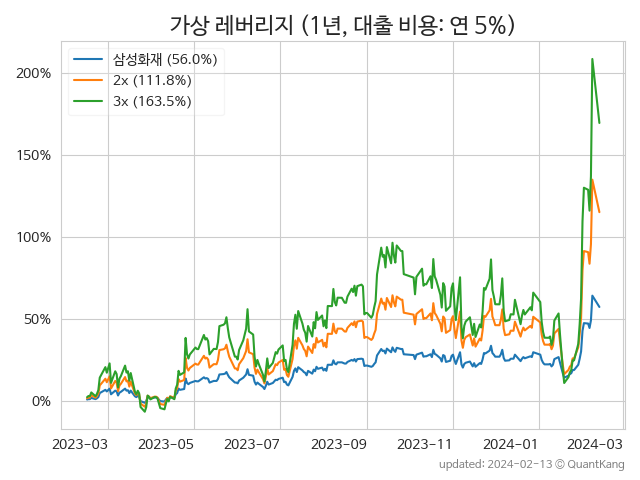 가상 레버리지 (1년, 대출 비용: 연 5%)
삼성화재 (56.0%)
2x (111.8%)
3x (163.5%)
200%
150%
100%
50%
0%
2023-03 2023-05 2023-07 2023-09 2023-11 2024-01 2024-03
updated: 2024-02-13 © QuantKang